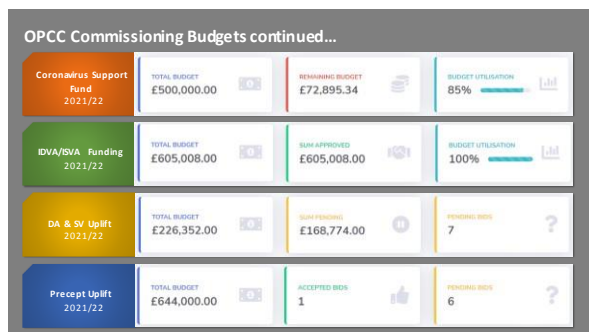 OPCC Commissioning Budgets continued...
Coronavirus Support
Fund
2021/22
TOTAL BUDGET
£500,000.00
REMAINING BUDGET
£72,895.34
BUDGET UTILISATION
85%
IDVA/ISVA Funding
2021/22
TOTAL BUDGET
£605,008.00
SUM APPROVED
£605,008.00
BUDGET UTILISATION
100%
DA & SV Uplift
2021/22
TOTAL BUDGET
£226,352.00
SUM PENDING
£168,774.00
PENDING BIDS
7
?
Precept Uplift
2021/22
TOTAL BUDGET
£644,000.00
ACCEPTED BIDS
1
PENDING BIDS
6
?